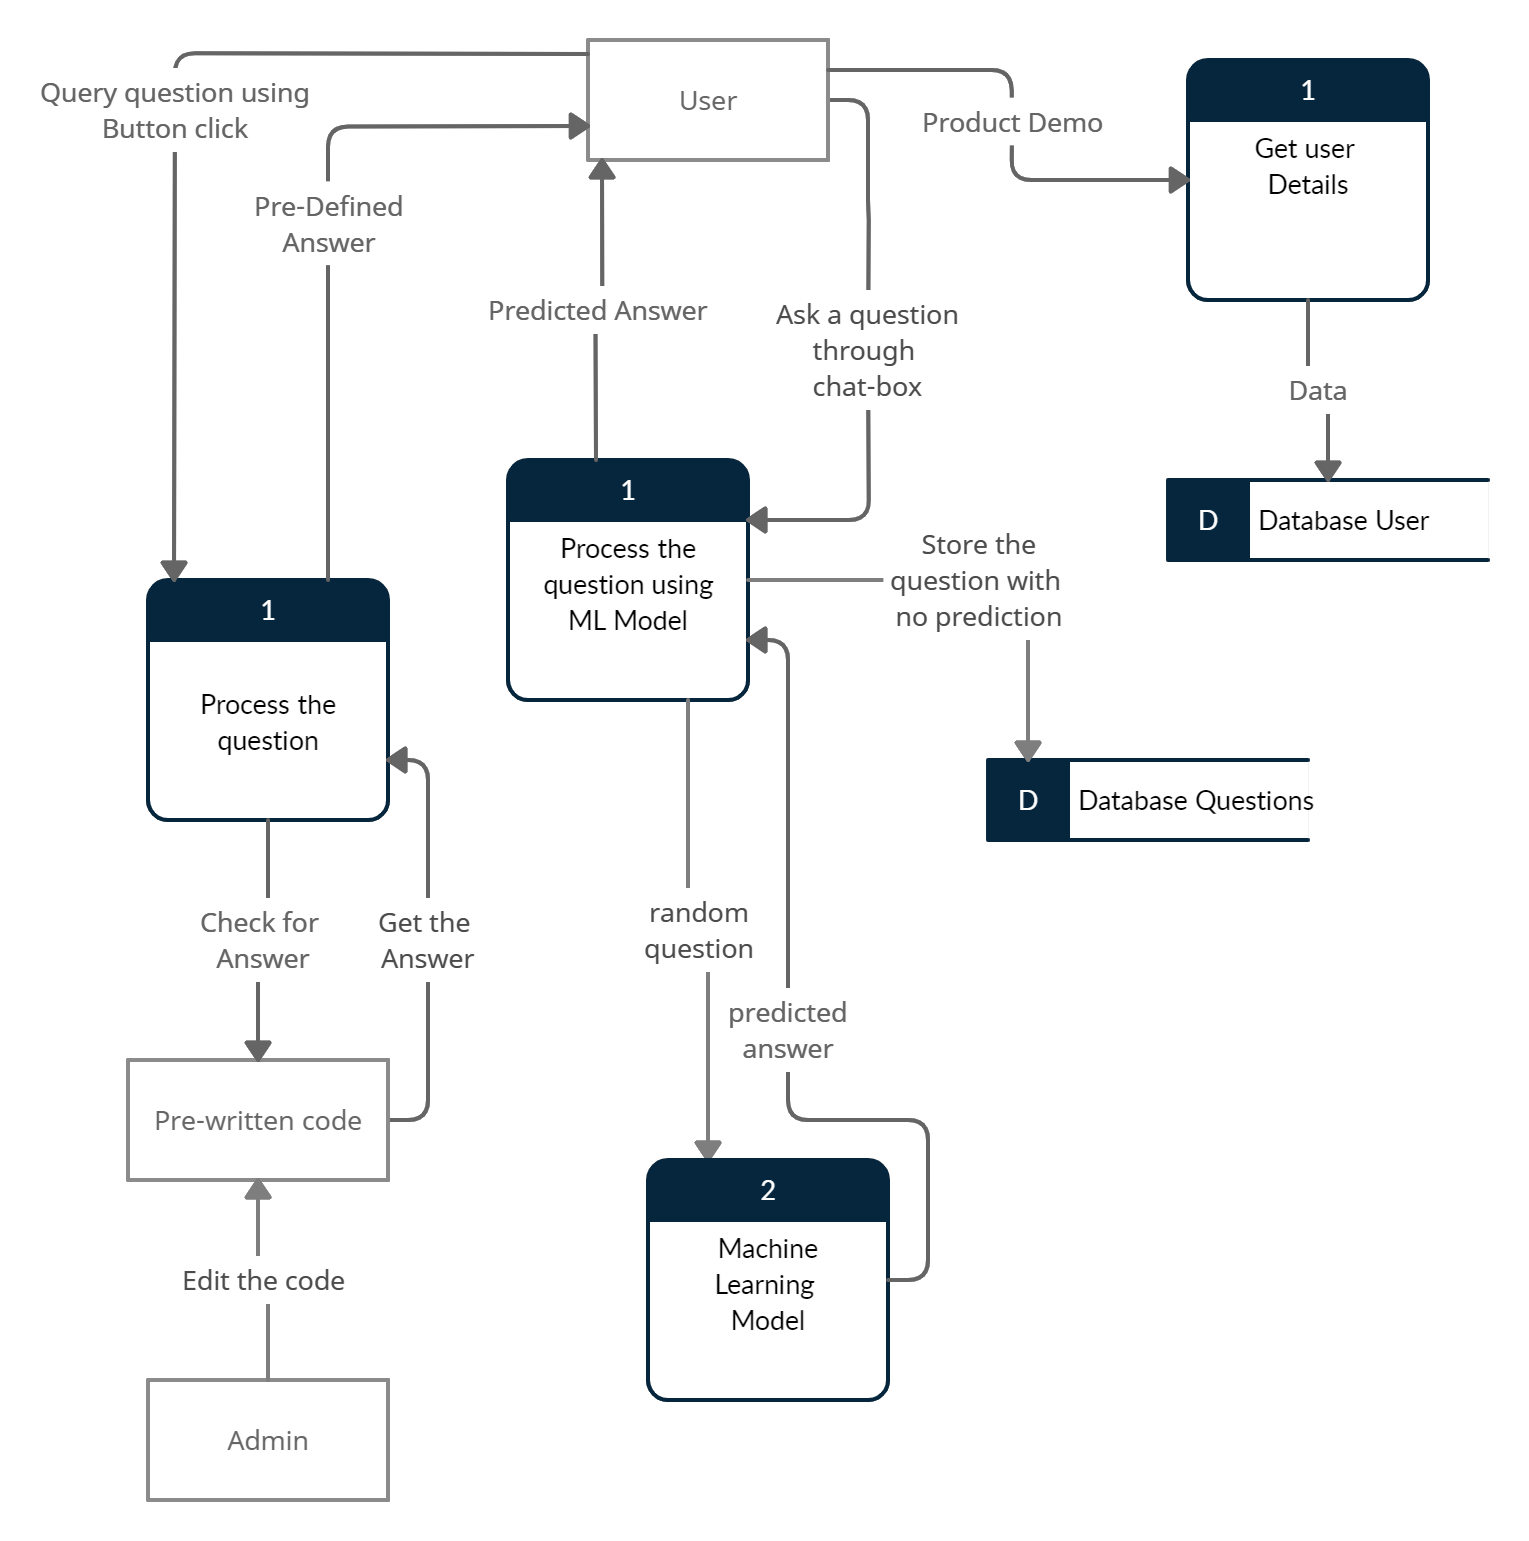 User
1
Query question using
Button click
Product Demo
Get user
Details
Pre-Defined
Answer
Predicted Answer
Ask a question
through
chat-box
Data
1
D
Database User
Process the
question using
ML Model
Store the
question with
no prediction
1
Process the
question
D
Database Questions
Check for
Answer
Get the
Answer
random
question
predicted
answer
Pre-written code
2
Machine
Learning
Model
Edit the code
Admin